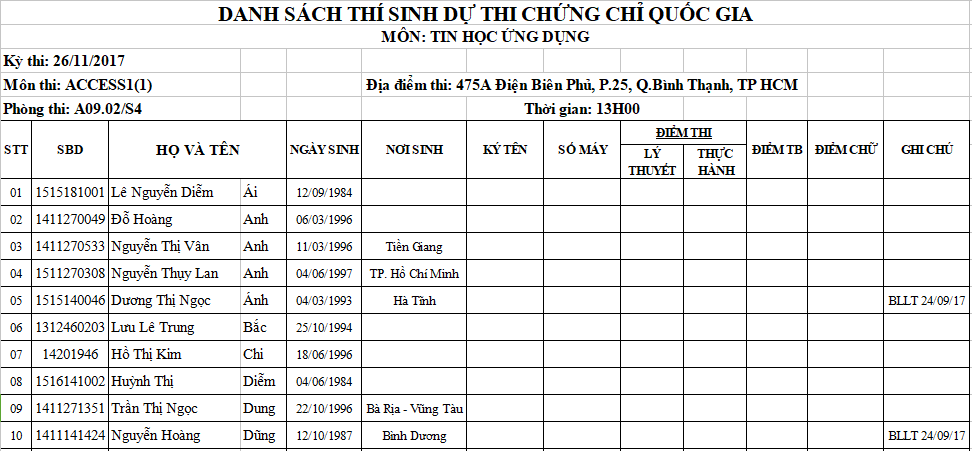 DANH SÁCH THÍ SINH DỰ THI CHỨNG CHỈ QUỐC GIA
MÔN: TIN HỌC ỨNG DỤNG
Kỳ thi: 26/11/2017
Môn thi: ACCESS1(1) Địa điểm thi: 475A Điện Biên Phủ, P.25, Q.Bình Thạnh, TP HCM
Phòng thi: A09.02/S4 Thời gian: 13H00
STT SBD HỌ VÀ TÊN NGÀY SINH NƠI SINH KÝ TÊN SỐ MÁY ĐIỂM THI ĐIỂM TB ĐIỂM CHỮ GHI CHÚ
LÝ THUYẾT THỰC HÀNH
01 1515181001 Lê Nguyễn Diễm Ái 12/09/1984
02 1411270049 Đỗ Hoàng Anh 06/03/1996
03 1411270533 Nguyễn Thị Vân Anh 11/03/1996 Tiền Giang
04 1511270308 Nguyễn Thụy Lan Anh 04/06/1997 TP. Hồ Chí Minh
05 1515140046 Dương Thị Ngọc Ánh 04/03/1993 Hà Tĩnh BLLT 24/09/17
06 1312460203 Lưu Lê Trung Bắc 25/10/1994
07 14201946 Hồ Thị Kim Chi 18/06/1996
08 1516141002 Huỳnh Thị Diễm 04/06/1984
09 1411271351 Trần Thị Ngọc Dung 22/10/1996 Bà Rịa - Vũng Tàu
10 1411141424 Nguyễn Hoàng Dũng 12/10/1987 Bình Dương BLLT 24/09/17